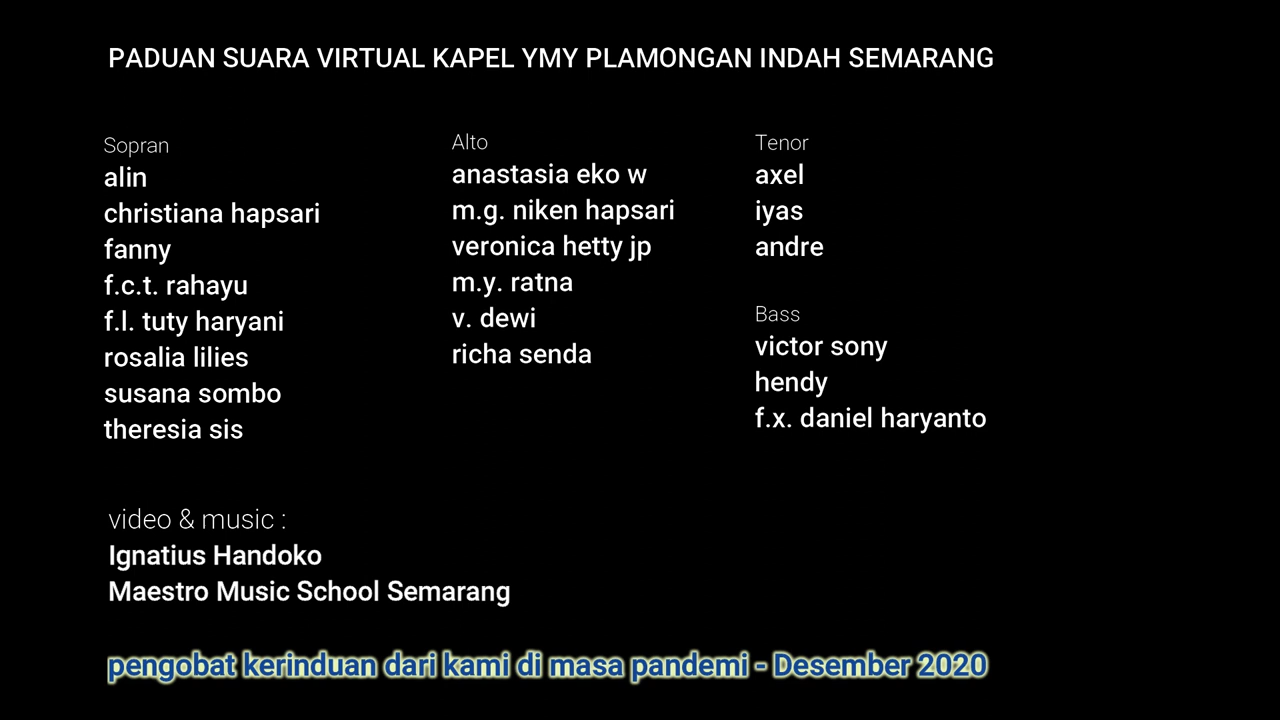 PADUAN SUARA VIRTUAL KAPEL YMY PLAMONGAN INDAH SEMARANG
Sopran
alin
christiana hapsari
fanny
f.c.t. rahayu
f.l. tuty haryani
rosalia lilies
susana sombo
theresia sis
Alto
anastasia eko w
m.g. niken hapsari
veronica hetty jp
m.y. ratna
v. dewi
richa senda
Tenor
axel
iyas
andre
Bass
victor sony
hendy
f.x. daniel haryanto
video & music :
Ignatius Handoko
Maestro Music School Semarang
pengobat kerinduan dari kami di masa pandemi - Desember 2020